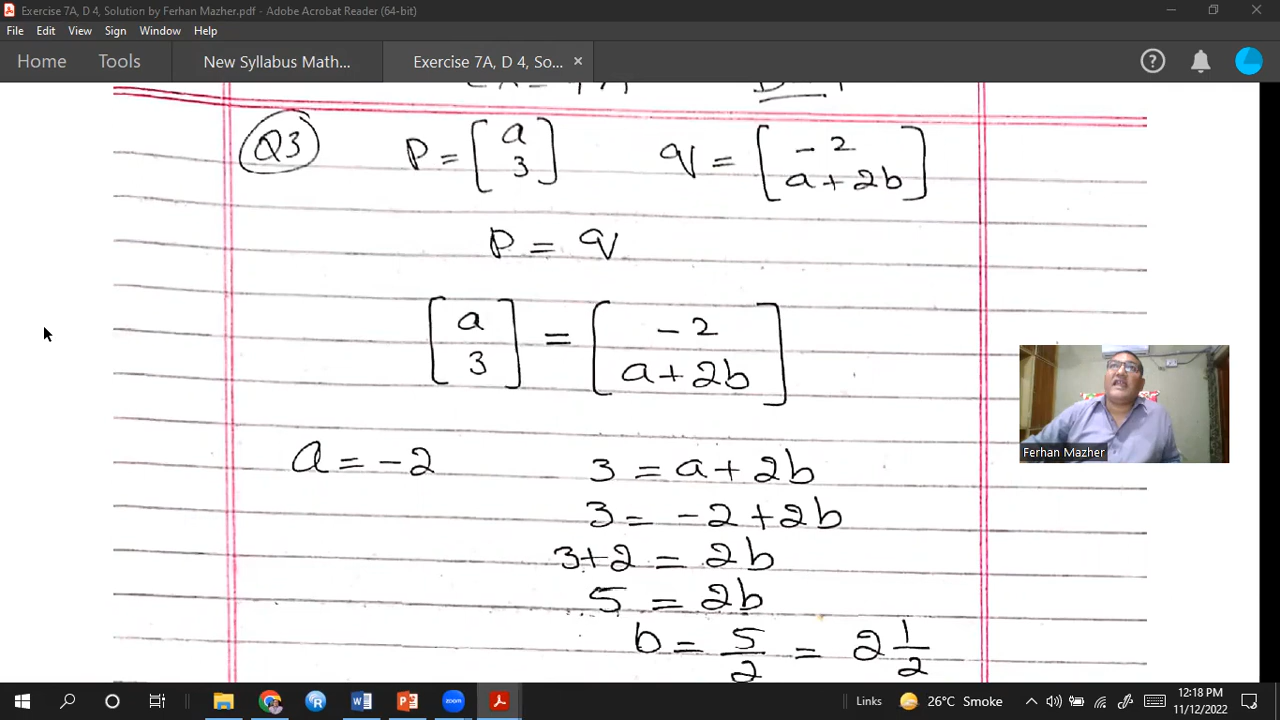 Exercise 7A, D 4, Solution by Ferhan Mazher.pdf - Adobe Acrobat Reader (64-bit)
File Edit View Sign Window Help
Home Tools New Syllabus Math... Exercise 7A, D 4, So... ×
Q3 P = [a 3] q = [-2 a+2b]
P = q
[a 3] = [-2 a+2b]
a = -2 3 = a + 2b
3 = -2 + 2b
3+2 = 2b
5 = 2b
b = 5/2 = 2 1/2
Ferhan Mazher
Links 26°C Smoke 12:18 PM
11/12/2022